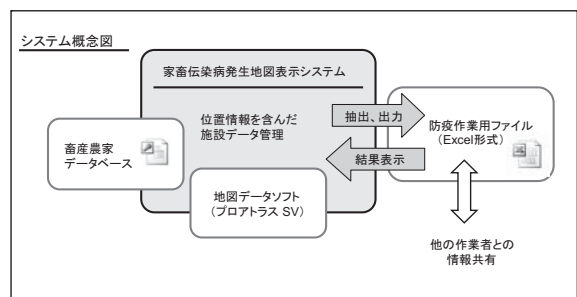 システム概念図
家畜伝染病発生地図表示システム
位置情報を含んだ
施設データ管理
畜産農家
データベース
地図データソフト
（プロアトラス SV）
抽出、出力
結果表示
防疫作業用ファイル
（Excel形式）
他の作業者との
情報共有